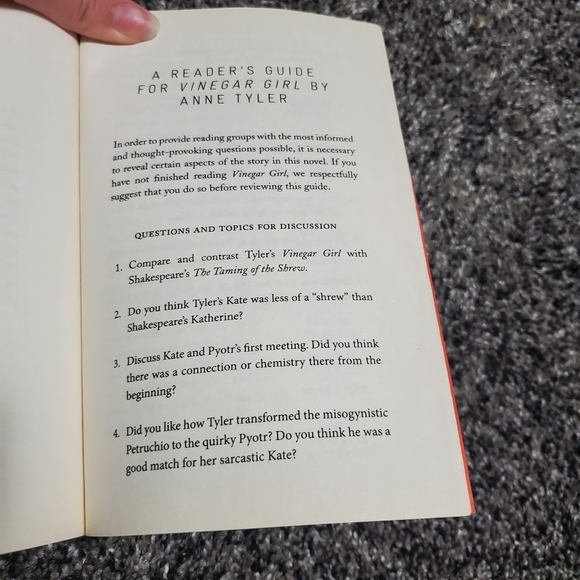 A READER'S GUIDE
FOR VINEGAR GIRL BY
ANNE TYLER
In order to provide reading groups with the most informed
and thought-provoking questions possible, it is necessary
to reveal certain aspects of the story in this novel. If you
have not finished reading Vinegar Girl, we respectfully
suggest that you do so before reviewing this guide.
QUESTIONS AND TOPICS FOR DISCUSSION
1. Compare and contrast Tyler's Vinegar Girl with
Shakespeare's The Taming of the Shrew.
2. Do you think Tyler's Kate was less of a “shrew” than
Shakespeare's Katherine?
3. Discuss Kate and Pyotr's first meeting. Did you think
there was a connection or chemistry there from the
beginning?
4. Did you like how Tyler transformed the misogynistic
Petruchio to the quirky Pyotr? Do you think he was a
good match for her sarcastic Kate?